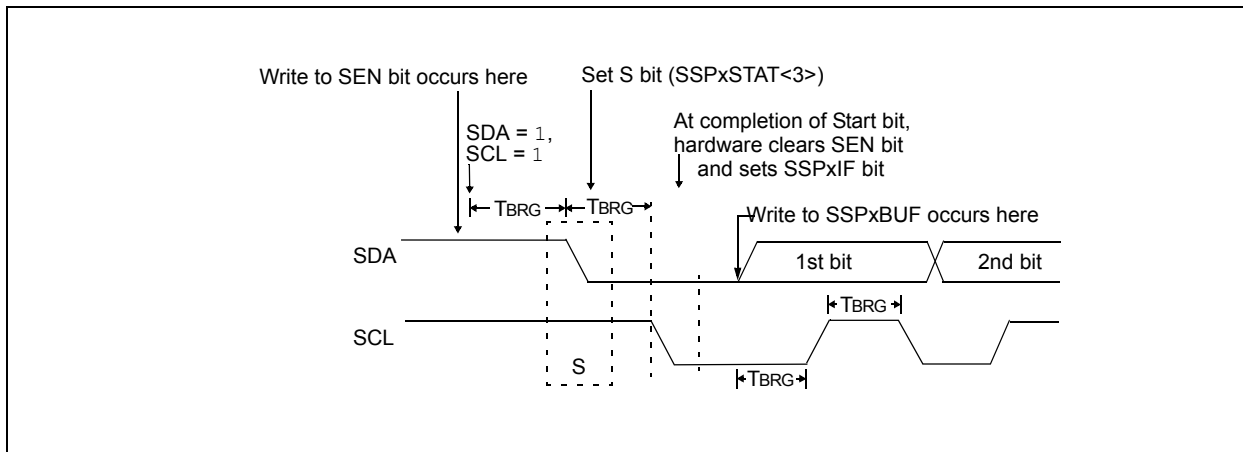 Write to SEN bit occurs here
Set S bit (SSPxSTAT<3>)
SDA = 1,
SCL = 1
At completion of Start bit,
hardware clears SEN bit
and sets SSPxIF bit
TBRG
TBRG
Write to SSPxBUF occurs here
SDA
1st bit
2nd bit
TBRG
SCL
S
TBRG